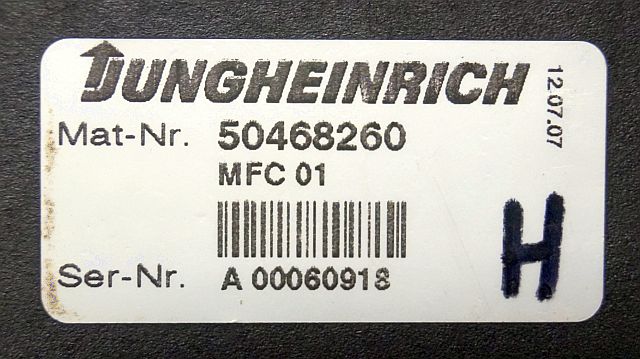 JUNGHEINRICH
12.07.07
Mat-Nr. 50468260
MFC 01
Ser-Nr. A 00060918
H